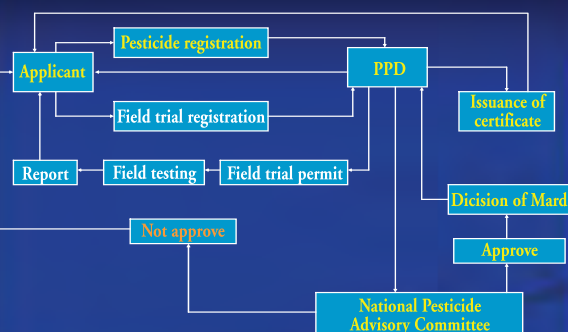 Pesticide registration
Applicant
PPD
Issuance of
certificate
Field trial registration
Report
Field testing
Field trial permit
Dicision of Mard
Not approve
Approve
National Pesticide
Advisory Committee